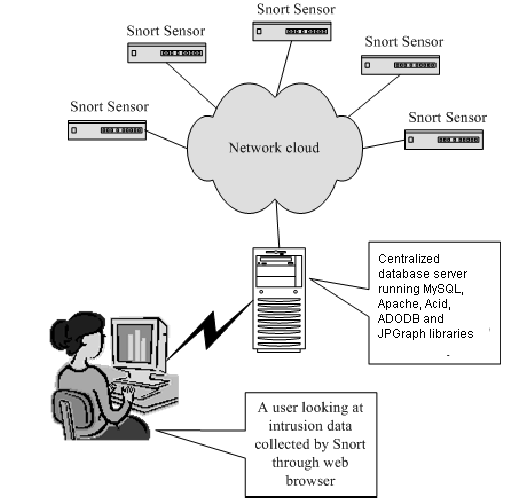 Snort Sensor
Snort Sensor
Snort Sensor
Snort Sensor
Snort Sensor
Network cloud
Centralized
database server
running MySQL,
Apache, Acid,
ADODB and
JPGraph libraries
A user looking at
intrusion data
collected by Snort
through web
browser